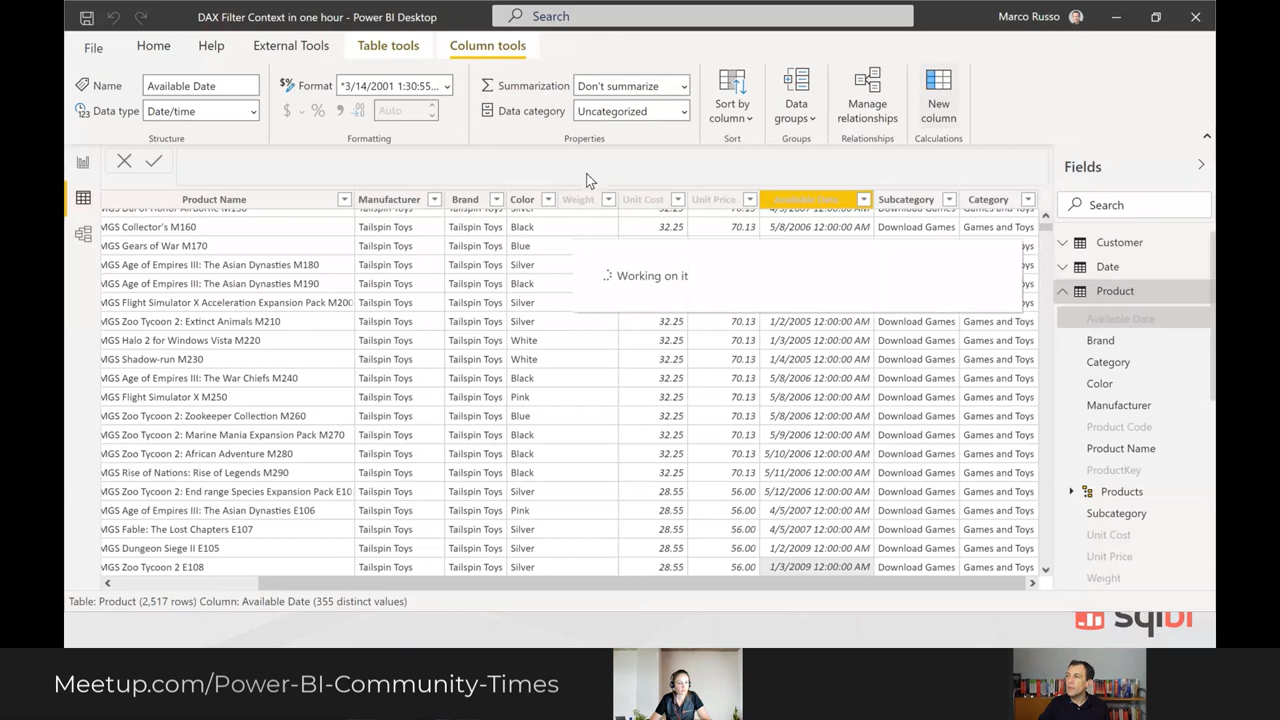 DAX Filter Context in one hour - Power BI Desktop
Search
Marco Russo
File Home Help External Tools Table tools Column tools
Name Available Date Format *3/14/2001 1:30:55... Summarization Don't summarize
Data type Date/time $ % Auto Data category Uncategorized
Sort by column Data groups Manage relationships New column
Structure Formatting Properties Sort Groups Relationships Calculations
Product Name Manufacturer Brand Color Weight Unit Cost Unit Price Subcategory Category
MGS Collector's M160 Tailspin Toys Tailspin Toys Black 32.25 70.13 5/8/2006 12:00:00 AM Download Games Games and Toys
MGS Gears of War M170 Tailspin Toys Tailspin Toys Blue
MGS Age of Empires III: The Asian Dynasties M180 Tailspin Toys Tailspin Toys Silver
MGS Age of Empires III: The Asian Dynasties M190 Tailspin Toys Tailspin Toys Silver
MGS Flight Simulator X Acceleration Expansion Pack M200 Tailspin Toys Tailspin Toys Silver
Working on it
MGS Zoo Tycoon 2: Extinct Animals M210 Tailspin Toys Tailspin Toys Silver 32.25 70.13 1/2/2005 12:00:00 AM Download Games Games and Toys
MGS Halo 2 for Windows Vista M220 Tailspin Toys Tailspin Toys White 32.25 70.13 1/3/2005 12:00:00 AM Download Games Games and Toys
MGS Shadow-run M230 Tailspin Toys Tailspin Toys White 32.25 70.13 1/4/2005 12:00:00 AM Download Games Games and Toys
MGS Age of Empires III: The War Chiefs M240 Tailspin Toys Tailspin Toys Black 32.25 70.13 5/8/2006 12:00:00 AM Download Games Games and Toys
MGS Flight Simulator X M250 Tailspin Toys Tailspin Toys Pink 32.25 70.13 5/8/2006 12:00:00 AM Download Games Games and Toys
MGS Zoo Tycoon 2: Zookeeper Collection M260 Tailspin Toys Tailspin Toys Blue 32.25 70.13 5/8/2006 12:00:00 AM Download Games Games and Toys
MGS Zoo Tycoon 2: Marine Mania Expansion Pack M270 Tailspin Toys Tailspin Toys Black 32.25 70.13 5/9/2006 12:00:00 AM Download Games Games and Toys
MGS Zoo Tycoon 2: African Adventure M280 Tailspin Toys Tailspin Toys Black 32.25 70.13 5/10/2006 12:00:00 AM Download Games Games and Toys
MGS Rise of Nations: Rise of Legends M290 Tailspin Toys Tailspin Toys Black 32.25 70.13 5/11/2006 12:00:00 AM Download Games Games and Toys
MGS Zoo Tycoon 2: End range Species Expansion Pack E10 Tailspin Toys Tailspin Toys Silver 28.55 56.00 5/12/2006 12:00:00 AM Download Games Games and Toys
MGS Age of Empires III: The Asian Dynasties E106 Tailspin Toys Tailspin Toys Pink 28.55 56.00 4/5/2007 12:00:00 AM Download Games Games and Toys
MGS Fable: The Lost Chapters E107 Tailspin Toys Tailspin Toys Silver 28.55 56.00 4/5/2007 12:00:00 AM Download Games Games and Toys
MGS Dungeon Siege II E105 Tailspin Toys Tailspin Toys Silver 28.55 56.00 1/2/2009 12:00:00 AM Download Games Games and Toys
MGS Zoo Tycoon 2 E108 Tailspin Toys Tailspin Toys Silver 28.55 56.00 1/3/2009 12:00:00 AM Download Games Games and Toys
Table: Product (2,517 rows) Column: Available Date (355 distinct values)
Fields
Search
Customer
Date
Product
Available Date
Brand
Category
Color
Manufacturer
Product Code
Product Name
ProductKey
Products
Subcategory
Unit Cost
Unit Price
Weight
sqlbi
Meetup.com/Power-BI-Community-Times